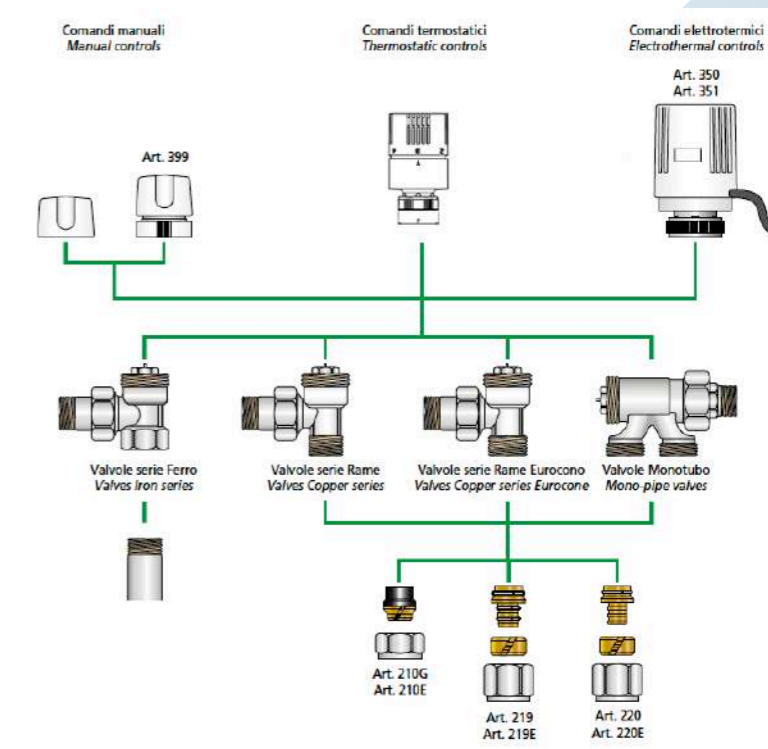 Comandi manuali
Manual controls
Comandi termostatici
Thermostatic controls
Comandi elettrotermici
Electrothermal controls
Art. 350
Art. 351
Art. 399
Valvole serie Ferro
Valves Iron series
Valvole serie Rame
Valves Copper series
Valvole serie Rame Eurocono
Valves Copper series Eurocone
Valvole Monotubo
Mono-pipe valves
Art. 210G
Art. 210E
Art. 219
Art. 219E
Art. 220
Art. 220E